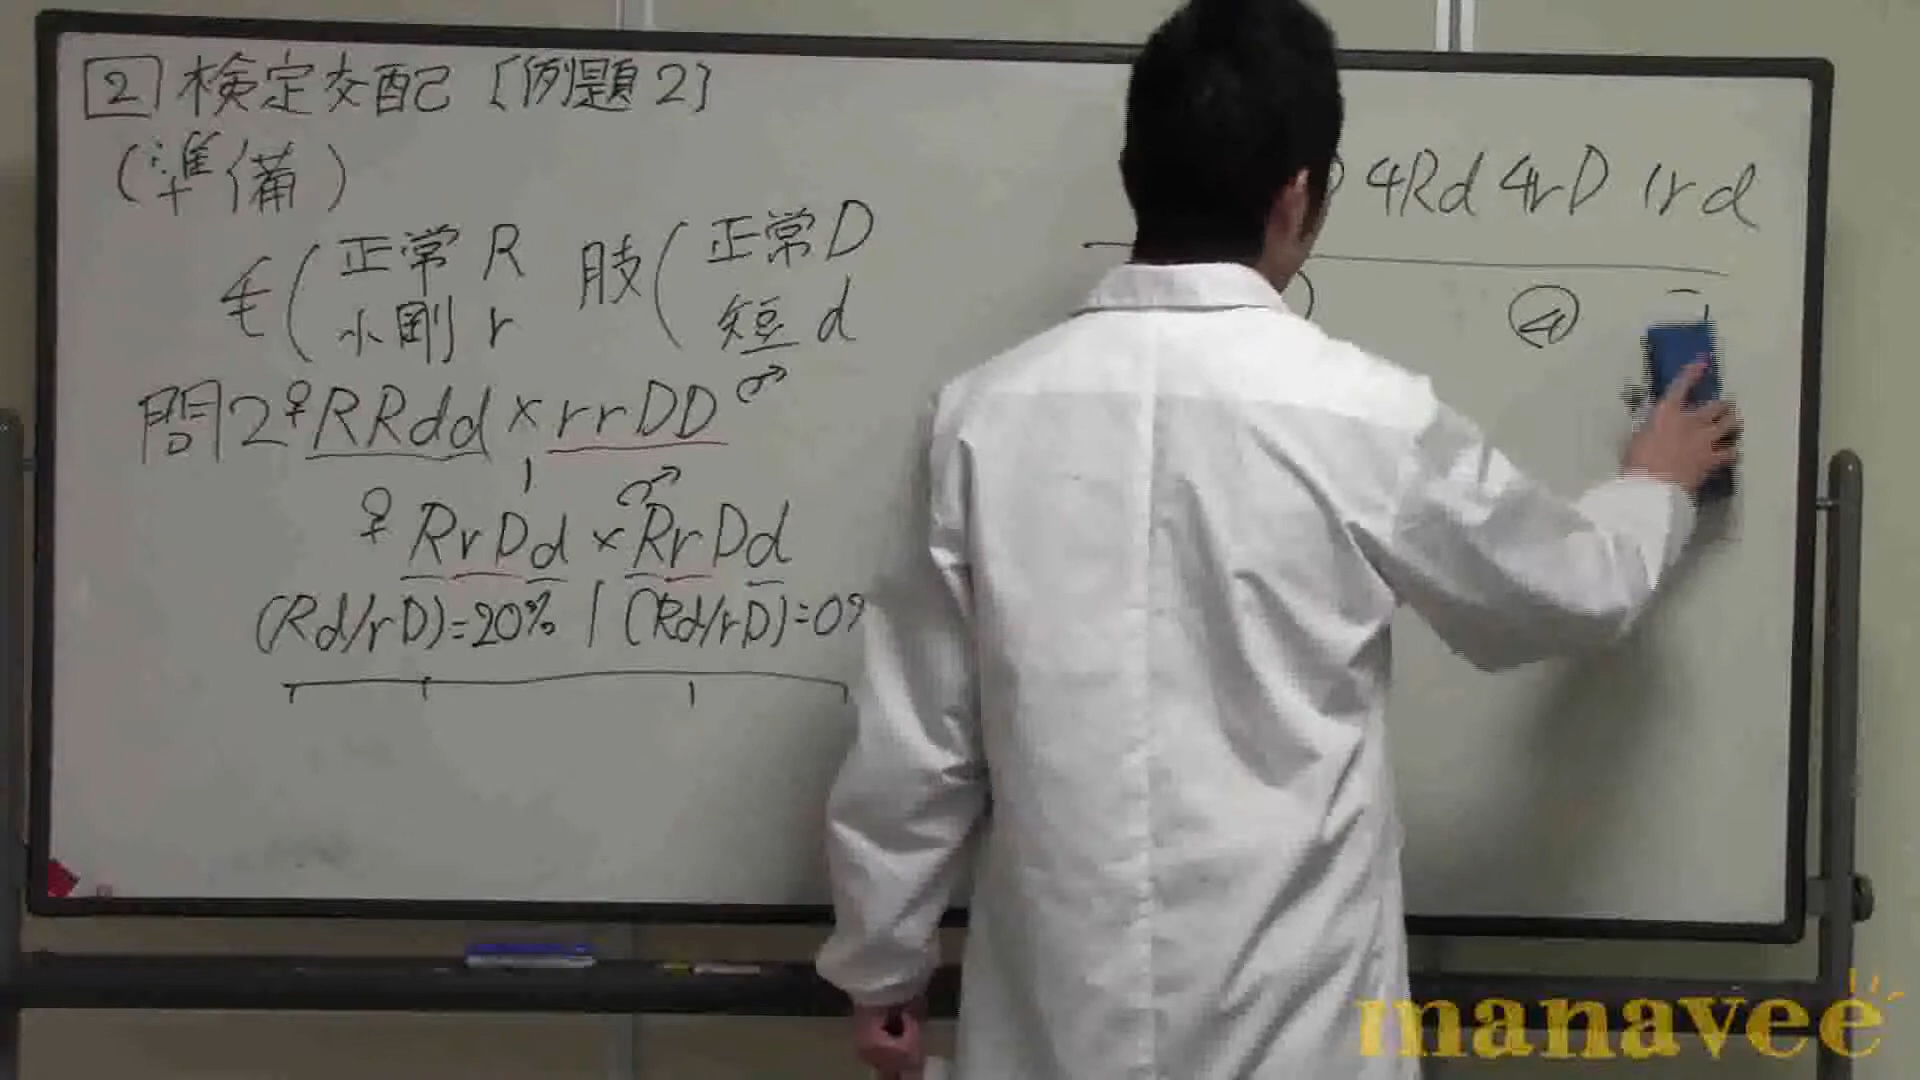 2 検定交配 [例題2]
(準備)
毛 ( 正常 R 肢 ( 正常 D
小剛 r 短 d
問2 ♀ RRdd × rrDD ♂
♀ RrDd × ♂ RrDd
(Rd/rD)=20% | (Rd/rD)=0%
4Rd 4rD 1rd
4
manavee